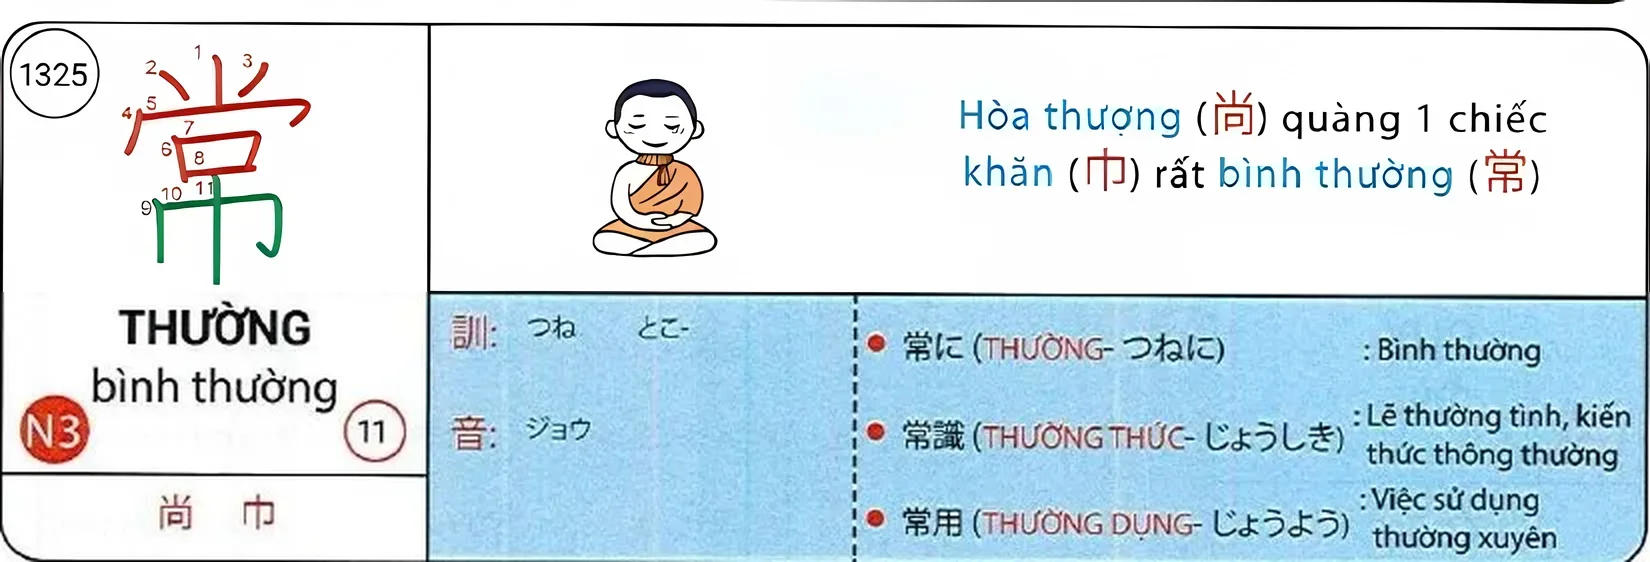 1325
1 2 3 4 5 6 7 8 9 10 11
常
THƯỜNG
bình thường
N3
11
尚 巾
Hòa thượng (尚) quàng 1 chiếc
khăn (巾) rất bình thường (常)
訓: つね とこ-
音: ジョウ
常に (THƯỜNG- つねに) : Bình thường
常識 (THƯỜNG THỨC- じょうしき) : Lẽ thường tình, kiến
thức thông thường
常用 (THƯỜNG DỤNG- じょうよう) : Việc sử dụng
thường xuyên